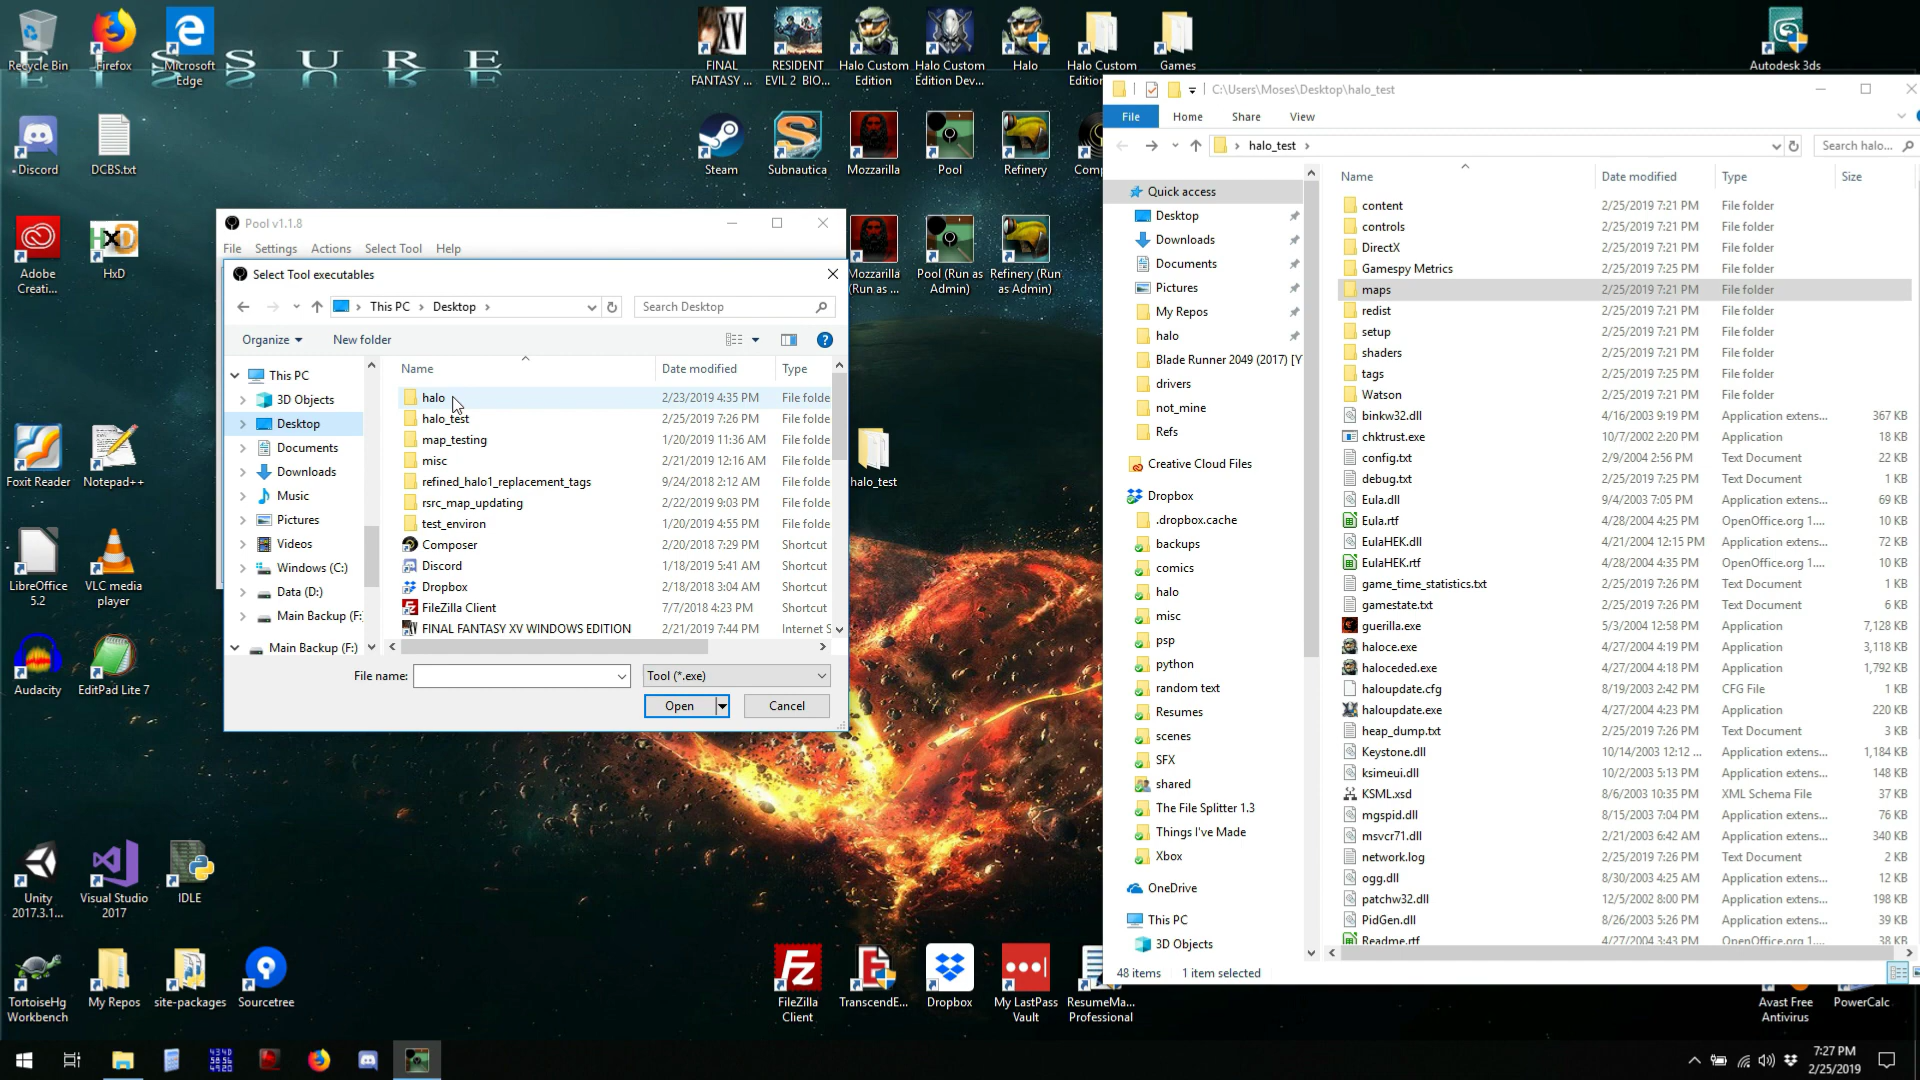 Recycle Bin
Firefox
Microsoft Edge
E S S U R E
FINAL FANTASY ...
RESIDENT EVIL 2 BIO...
Halo Custom Edition
Halo Custom Edition Dev...
Halo
Halo Custom Edition
Games
Autodesk 3ds
Discord
DCBS.txt
Steam
Subnautica
Mozzarilla
Pool
Refinery
Adobe Creati...
HxD
Mozzarilla (Run as ...
Pool (Run as Admin)
Refinery (Run as Admin)
Foxit Reader
Notepad++
halo_test
LibreOffice 5.2
VLC media player
Audacity
EditPad Lite 7
Unity 2017.3.1...
Visual Studio 2017
IDLE
TortoiseHg Workbench
My Repos
site-packages
Sourcetree
FileZilla Client
TranscendE...
Dropbox
My LastPass Vault
ResumeMa... Professional
Avast Free Antivirus
PowerCalc
Pool v1.1.8
File Settings Actions Select Tool Help
Select Tool executables
This PC Desktop
Search Desktop
Organize New folder
This PC
3D Objects
Desktop
Documents
Downloads
Music
Pictures
Videos
Windows (C:)
Data (D:)
Main Backup (F:
Main Backup (F:)
Name Date modified Type
halo 2/23/2019 4:35 PM File folde
halo_test 2/25/2019 7:26 PM File folde
map_testing 1/20/2019 11:36 AM File folde
misc 2/21/2019 12:16 AM File folde
refined_halo1_replacement_tags 9/24/2018 2:12 AM File folde
rsrc_map_updating 2/22/2019 9:03 PM File folde
test_environ 1/20/2019 4:55 PM File folde
Composer 2/20/2018 7:29 PM Shortcut
Discord 1/18/2019 5:41 AM Shortcut
Dropbox 2/18/2018 3:04 AM Shortcut
FileZilla Client 7/7/2018 4:23 PM Shortcut
FINAL FANTASY XV WINDOWS EDITION 2/21/2019 7:44 PM Internet S
File name: Tool (*.exe)
Open Cancel
C:\Users\Moses\Desktop\halo_test
File Home Share View
halo_test
Search halo...
Quick access
Desktop
Downloads
Documents
Pictures
My Repos
halo
Blade Runner 2049 (2017) [Y
drivers
not_mine
Refs
Creative Cloud Files
Dropbox
.dropbox.cache
backups
comics
halo
misc
psp
python
random text
Resumes
scenes
SFX
shared
The File Splitter 1.3
Things I've Made
Xbox
OneDrive
This PC
3D Objects
Name Date modified Type Size
content 2/25/2019 7:21 PM File folder
controls 2/25/2019 7:21 PM File folder
DirectX 2/25/2019 7:21 PM File folder
Gamespy Metrics 2/25/2019 7:25 PM File folder
maps 2/25/2019 7:21 PM File folder
redist 2/25/2019 7:21 PM File folder
setup 2/25/2019 7:21 PM File folder
shaders 2/25/2019 7:21 PM File folder
tags 2/25/2019 7:21 PM File folder
Watson 2/25/2019 7:21 PM File folder
binkw32.dll 4/16/2003 9:19 PM Application extens... 367 KB
chktrust.exe 10/7/2002 2:20 PM Application 18 KB
config.txt 2/9/2004 2:56 PM Text Document 22 KB
debug.txt 2/25/2019 7:21 PM Text Document 1 KB
Eula.dll 9/4/2003 7:05 PM Application extens... 69 KB
Eula.rtf 4/28/2004 4:25 PM OpenOffice.org 1.... 10 KB
EulaHEK.dll 4/21/2004 12:15 PM Application extens... 72 KB
EulaHEK.rtf 4/28/2004 4:35 PM OpenOffice.org 1.... 10 KB
game_time_statistics.txt 2/25/2019 7:26 PM Text Document 1 KB
gamestate.txt 2/25/2019 7:26 PM Text Document 6 KB
guerilla.exe 5/3/2004 12:58 PM Application 7,128 KB
haloce.exe 4/27/2004 4:19 PM Application 3,118 KB
haloceded.exe 4/27/2004 4:18 PM Application 1,792 KB
haloupdate.cfg 8/19/2003 2:42 PM CFG File 1 KB
haloupdate.exe 4/27/2004 4:23 PM Application 220 KB
heap_dump.txt 2/25/2019 7:26 PM Text Document 3 KB
Keystone.dll 10/14/2003 12:12 ... Application extens... 1,184 KB
ksimeui.dll 10/2/2003 5:13 PM Application extens... 148 KB
KSML.xsd 8/6/2003 10:35 PM XML Schema File 37 KB
mgspid.dll 8/15/2003 7:04 PM Application extens... 76 KB
msvcr71.dll 2/21/2003 6:42 AM Application extens... 340 KB
network.log 2/25/2019 7:26 PM Text Document 2 KB
ogg.dll 8/30/2003 4:25 AM Application extens... 12 KB
patchw32.dll 12/5/2002 8:00 PM Application extens... 198 KB
PidGen.dll 8/26/2003 5:26 PM Application extens... 39 KB
Readme.rtf 4/27/2004 3:43 PM OpenOffice.org 1.... 38 KB
48 items 1 item selected
7:27 PM
2/25/2019